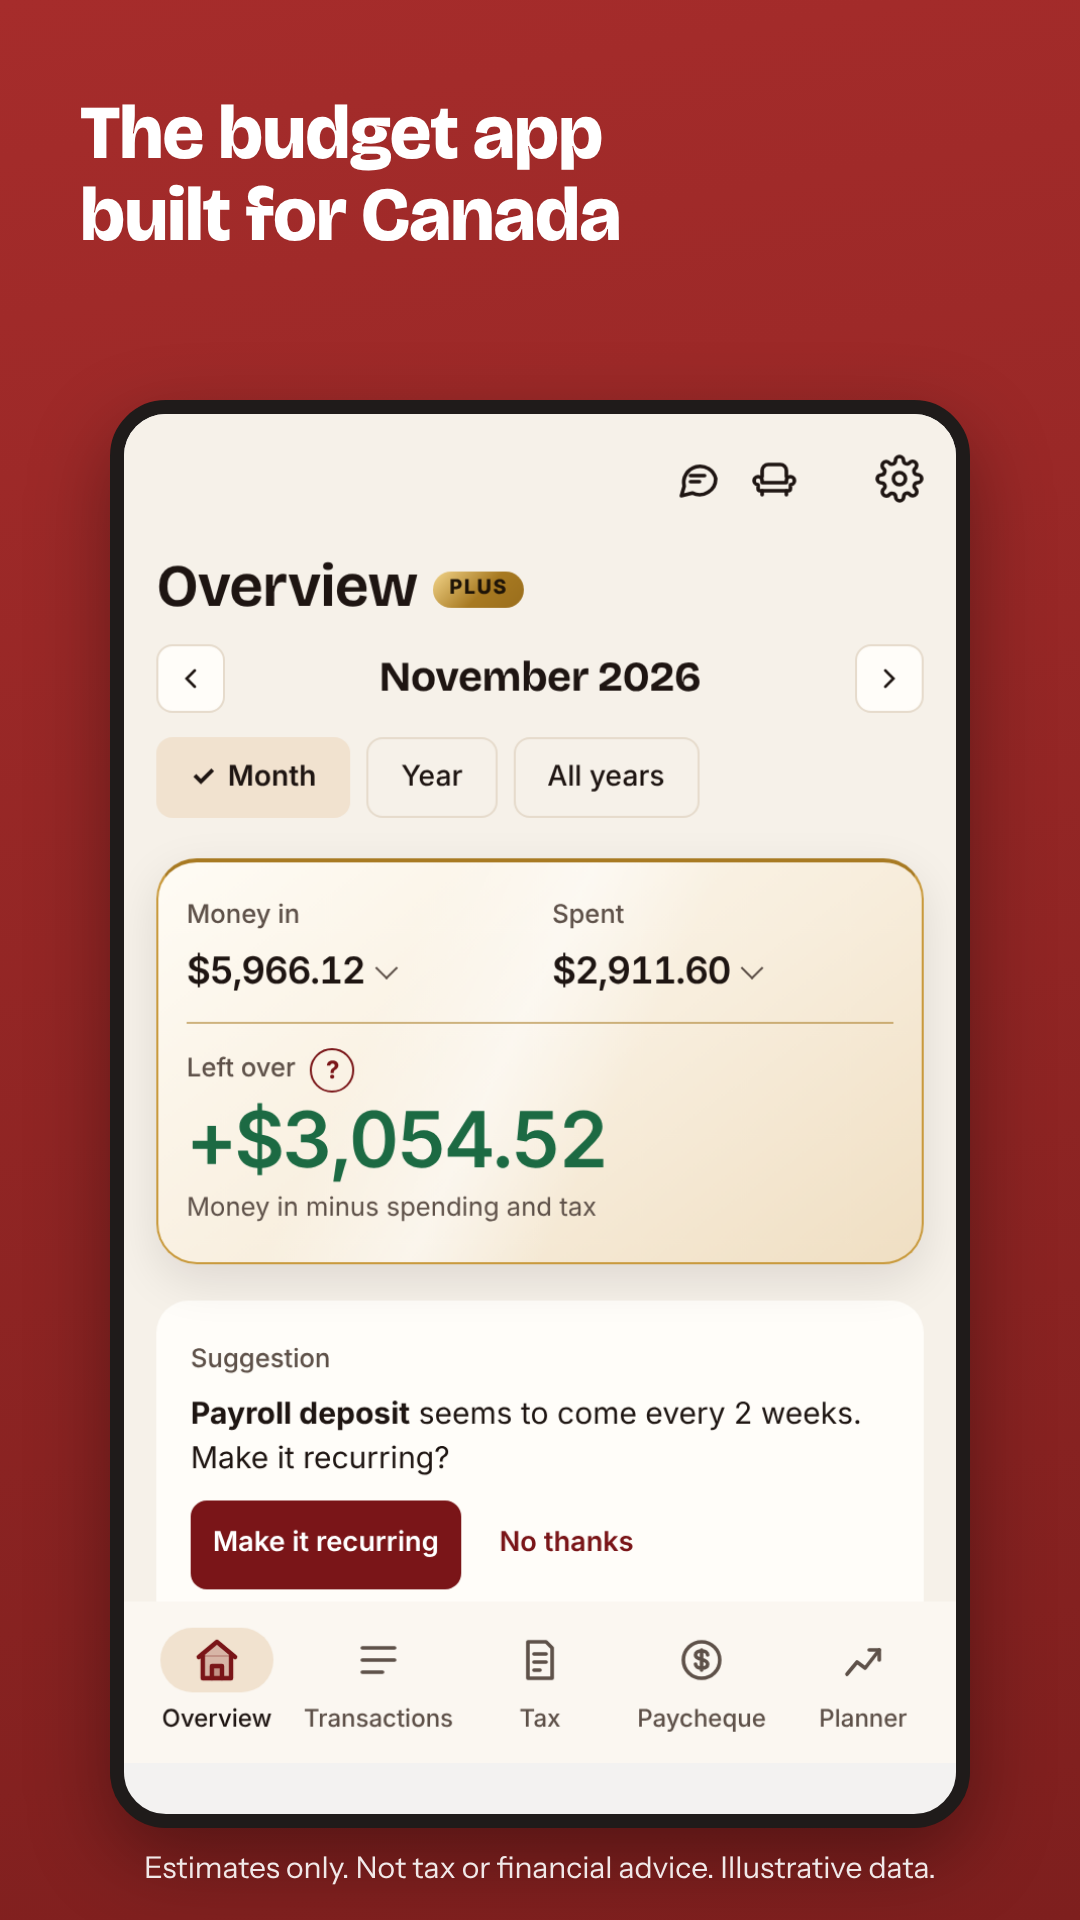 The budget app
built for Canada
Overview PLUS
November 2026
Month Year All years
Money in Spent
$5,966.12 $2,911.60
Left over ?
+$3,054.52
Money in minus spending and tax
Suggestion
Payroll deposit seems to come every 2 weeks.
Make it recurring?
Make it recurring No thanks
Overview Transactions Tax Paycheque Planner
Estimates only. Not tax or financial advice. Illustrative data.